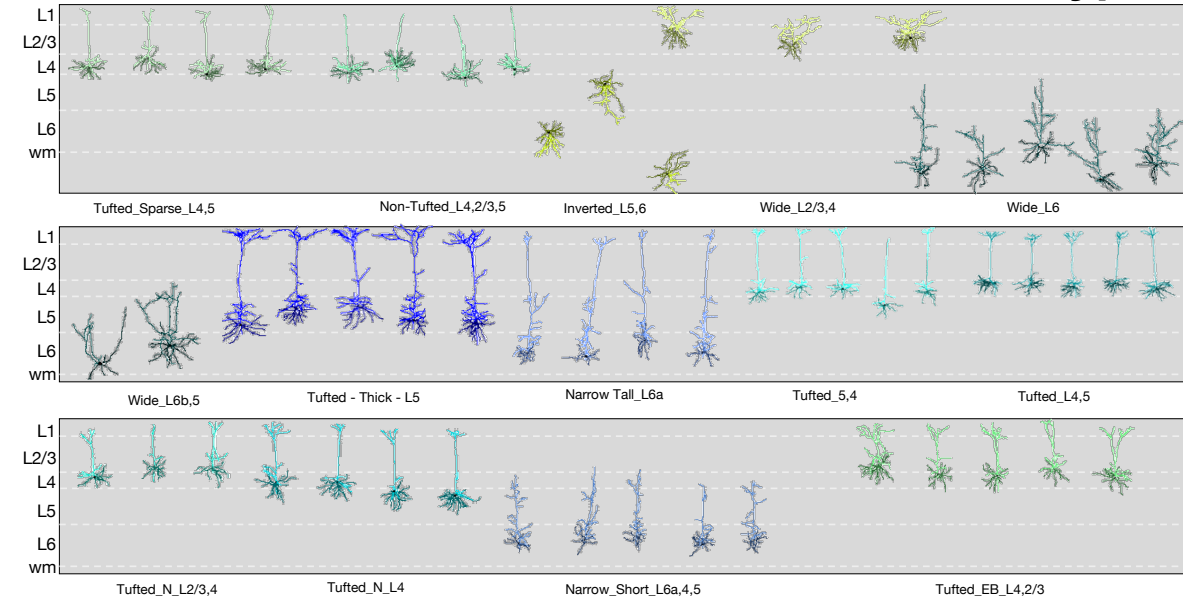 L1
L2/3
L4
L5
L6
wm
Tufted_Sparse_L4,5
Non-Tufted_L4,2/3,5
Inverted_L5,6
Wide_L2/3,4
Wide_L6
L1
L2/3
L4
L5
L6
wm
Wide_L6b,5
Tufted - Thick - L5
Narrow Tall_L6a
Tufted_5,4
Tufted_L4,5
L1
L2/3
L4
L5
L6
wm
Tufted_N_L2/3,4
Tufted_N_L4
Narrow_Short_L6a,4,5
Tufted_EB_L4,2/3